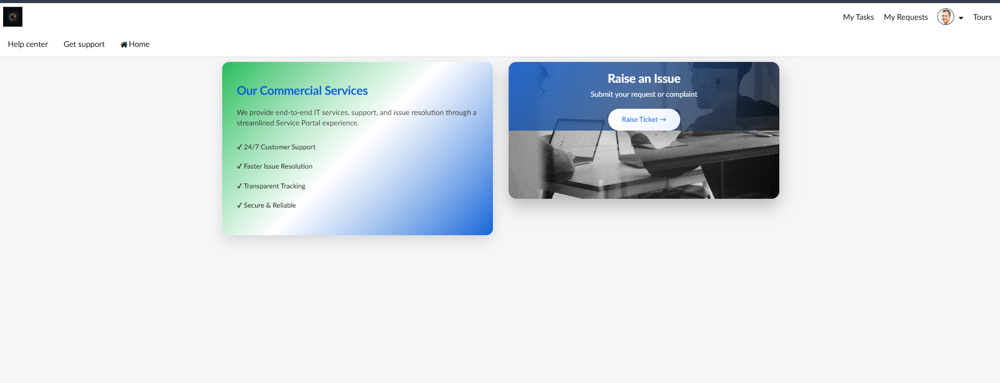 My Tasks My Requests Tours
Help center Get support Home
Our Commercial Services
We provide end-to-end IT services, support, and issue resolution through a
streamlined Service Portal experience.
✓ 24/7 Customer Support
✓ Faster Issue Resolution
✓ Transparent Tracking
✓ Secure & Reliable
Raise an Issue
Submit your request or complaint
Raise Ticket →